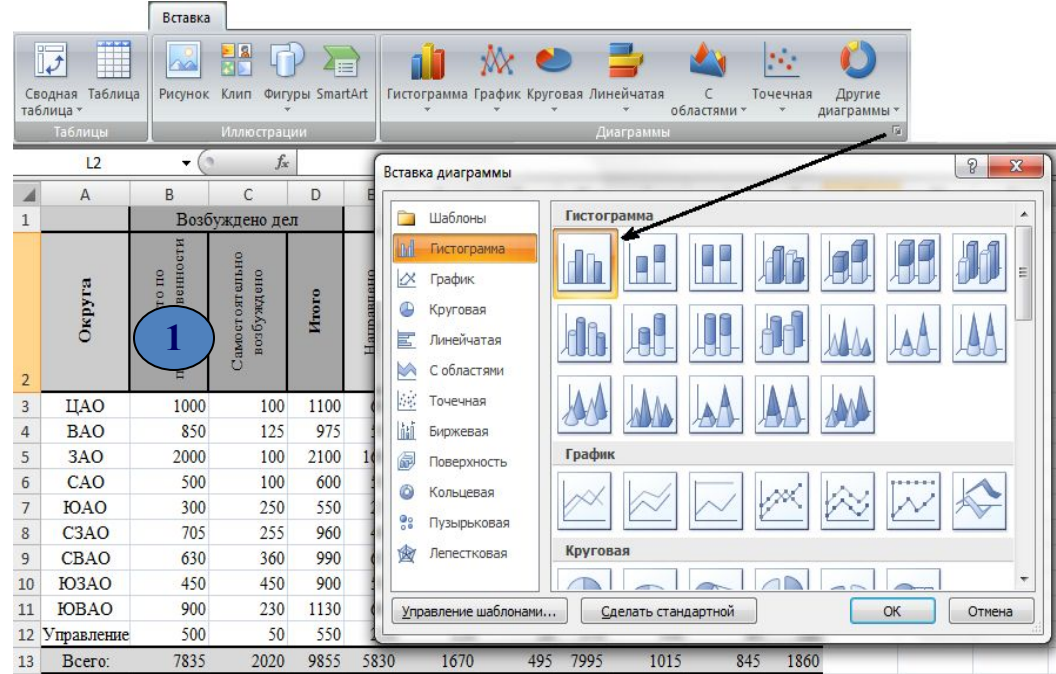 Вставка
Сводная таблица
Таблица
Рисунок
Клип
Фигуры
SmartArt
Гистограмма
График
Круговая
Линейчатая
С областями
Точечная
Другие диаграммы
Таблицы
Иллюстрации
Диаграммы
L2
fx
Вставка диаграммы
Шаблоны
Гистограмма
График
Круговая
Линейчатая
С областями
Точечная
Биржевая
Поверхность
Кольцевая
Пузырьковая
Лепестковая
Гистограмма
График
Круговая
Управление шаблонами...
Сделать стандартной
ОК
Отмена
A B C D
1 Возбуждено дел
2 Округа
Самостоятельно возбуждено
Итого
1
3 ЦАО 1000 100 1100
4 ВАО 850 125 975
5 ЗАО 2000 100 2100
6 САО 500 100 600
7 ЮАО 300 250 550
8 СЗАО 705 255 960
9 СВАО 630 360 990
10 ЮЗАО 450 450 900
11 ЮВАО 900 230 1130
12 Управление 500 50 550
13 Всего: 7835 2020 9855 5830 1670 495 7995 1015 845 1860